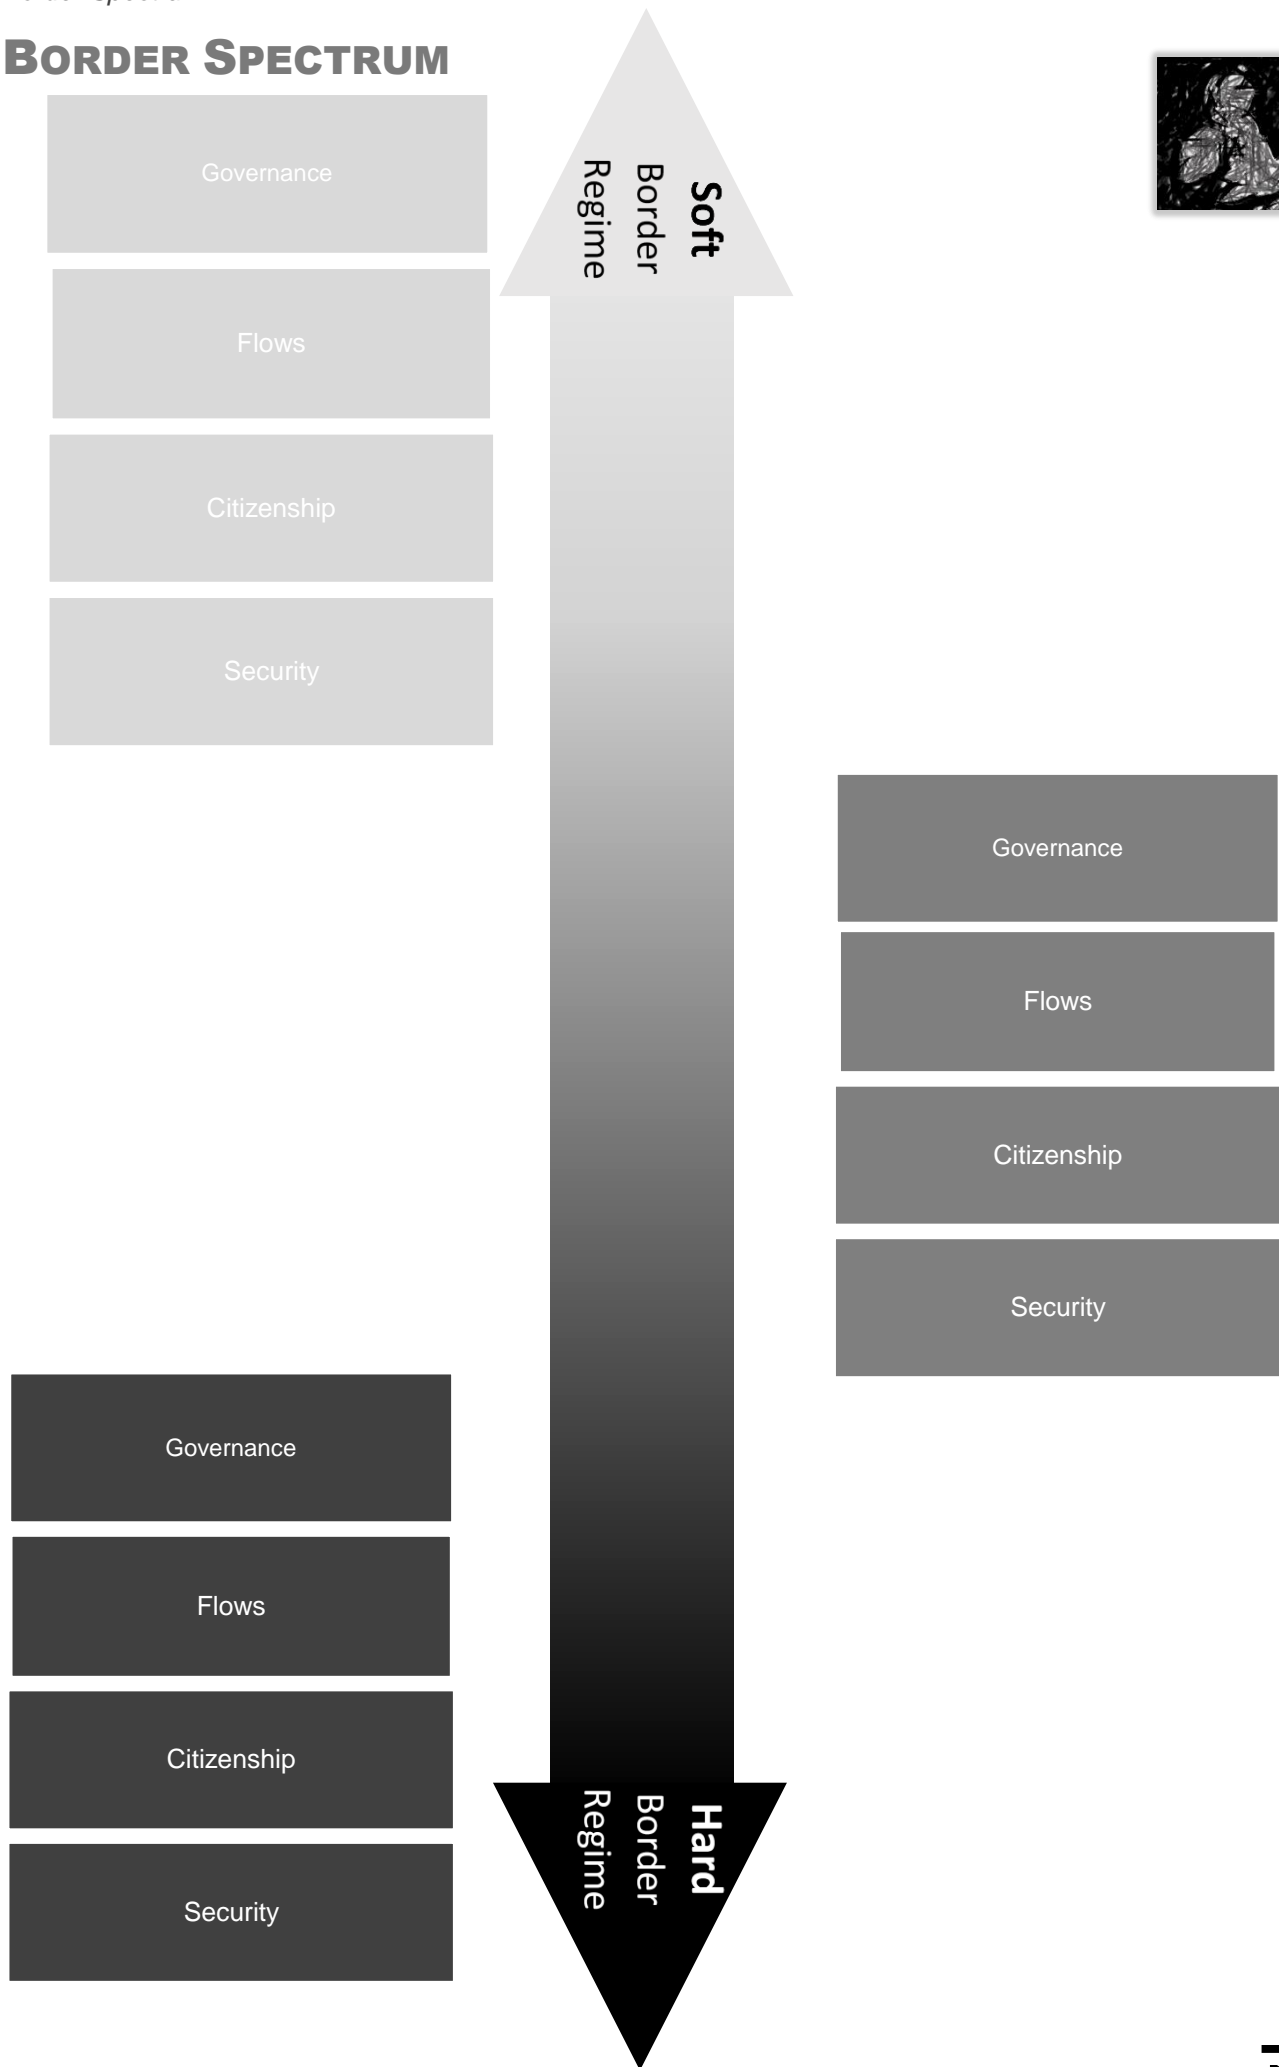 BORDER SPECTRUM
Governance
Flows
Citizenship
Security
Soft
Border
Regime
Governance
Flows
Citizenship
Security
Governance
Flows
Citizenship
Security
Hard
Border
Regime